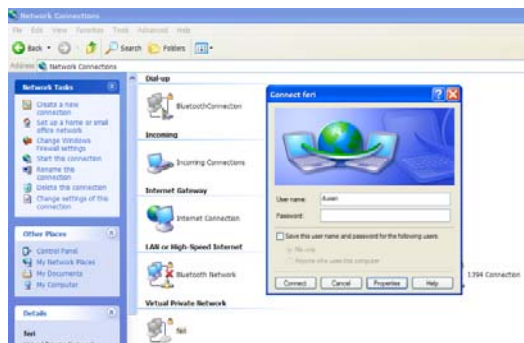 Network Connections
File Edit View Favorites Tools Advanced Help
Back
Search
Folders
Address
Network Connections
Network Tasks
Create a new
connection
Set up a home or small
office network
Change Windows
Firewall settings
Start this connection
Rename this
connection
Delete this connection
Change settings of this
connection
Other Places
Control Panel
My Network Places
My Documents
My Computer
Details
feri
Dial-up
BluetoothConnection
Incoming
Incoming Connections
Internet Gateway
Internet Connection
LAN or High-Speed Internet
Bluetooth Network
1394 Connection
Virtual Private Network
feri
Connect feri
User name:
Password:
Save this user name and password for the following users:
Me only
Anyone who uses this computer
Connect
Cancel
Properties
Help